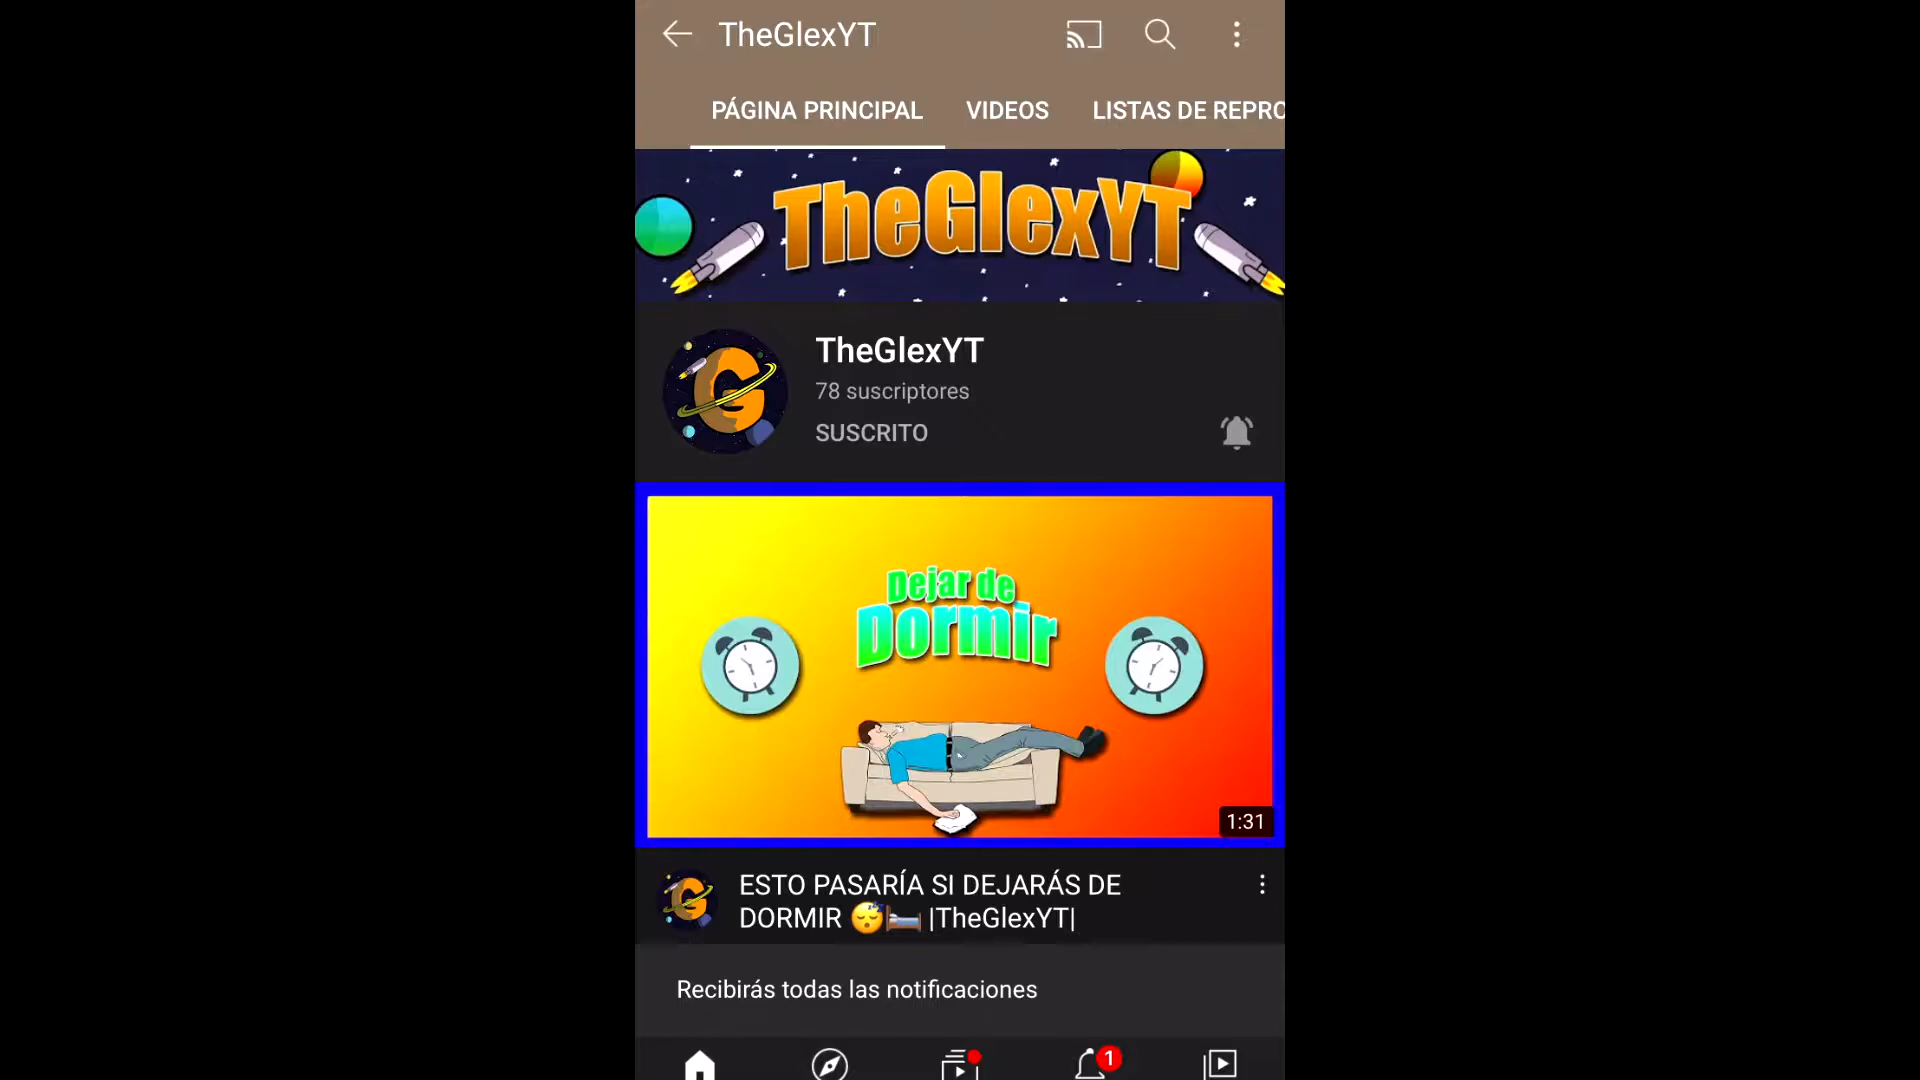 TheGlexYT
PÁGINA PRINCIPAL VIDEOS LISTAS DE REPRO
TheGlexYT
TheGlexYT
78 suscriptores
SUSCRITO
Dejar de
Dormir
1:31
ESTO PASARÍA SI DEJARÁS DE
DORMIR 😴🛏️ |TheGlexYT|
Recibirás todas las notificaciones
1